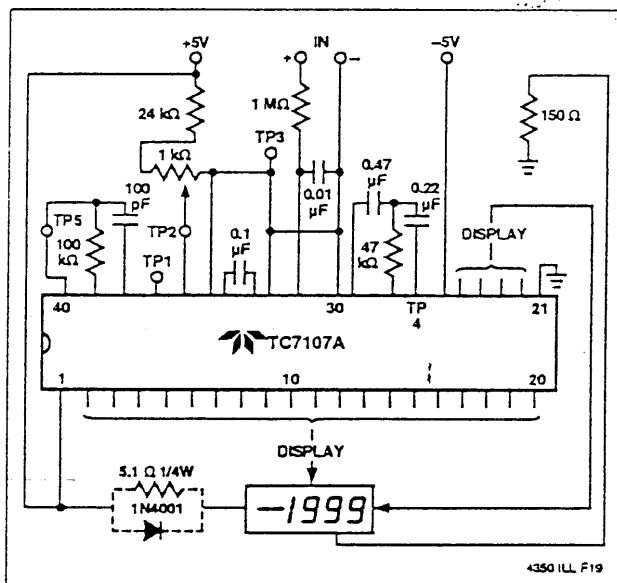 +5V
IN
−5V
+
−
24 kΩ
1 MΩ
150 Ω
TP3
1 kΩ
0.47 µF
0.22 µF
0.01 µF
100 pF
TP5
100 kΩ
TP2
0.1 µF
TP1
47 kΩ
DISPLAY
40
30
TP 4
21
TC7107A
1
10
20
DISPLAY
5.1 Ω 1/4W
1N4001
−1999
4350 ILL F19